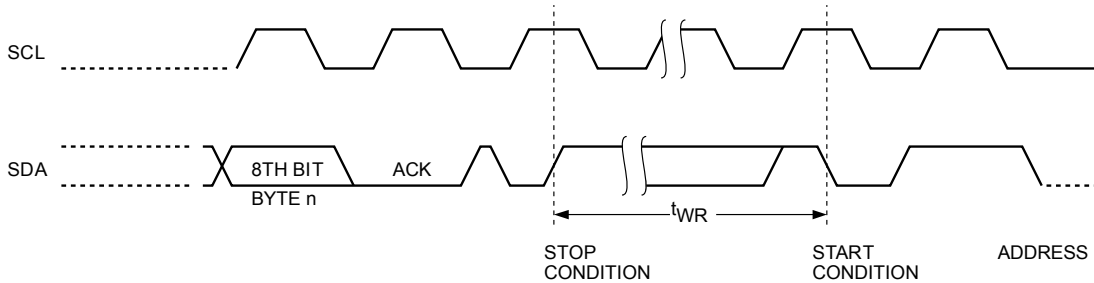 SCL
SDA
8TH BIT
BYTE n
ACK
tWR
STOP
CONDITION
START
CONDITION
ADDRESS